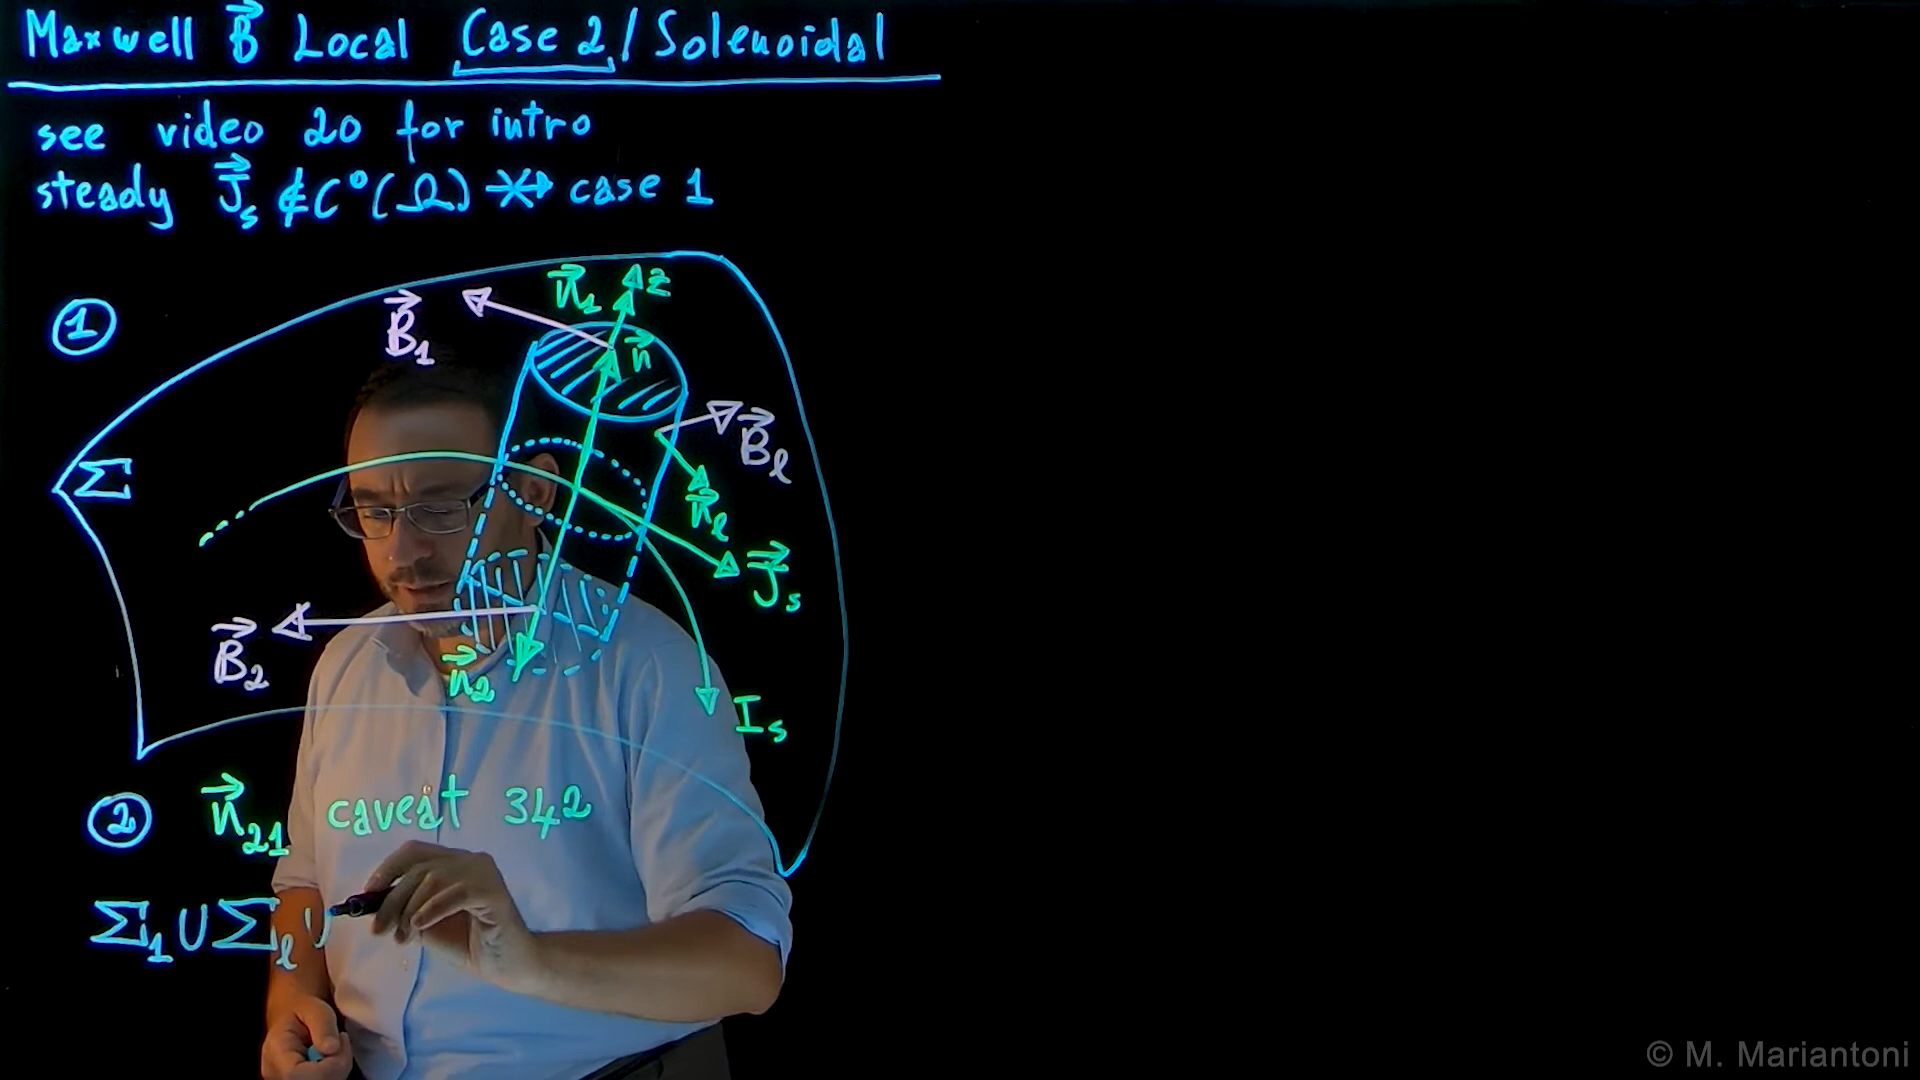 Maxwell B⃗ Local Case 2 / Solenoidal
see video 20 for intro
steady J⃗ₛ ∉ C⁰(Ω) ⇹ case 1
①
n⃗₁
z
B⃗₁
n⃗
B⃗ₗ
Σ
n⃗ₗ
J⃗ₛ
B⃗₂
n⃗₂
Iₛ
② n⃗₂₁ caveat 342
Σ₁ ∪ Σₗ ∪
© M. Mariantoni